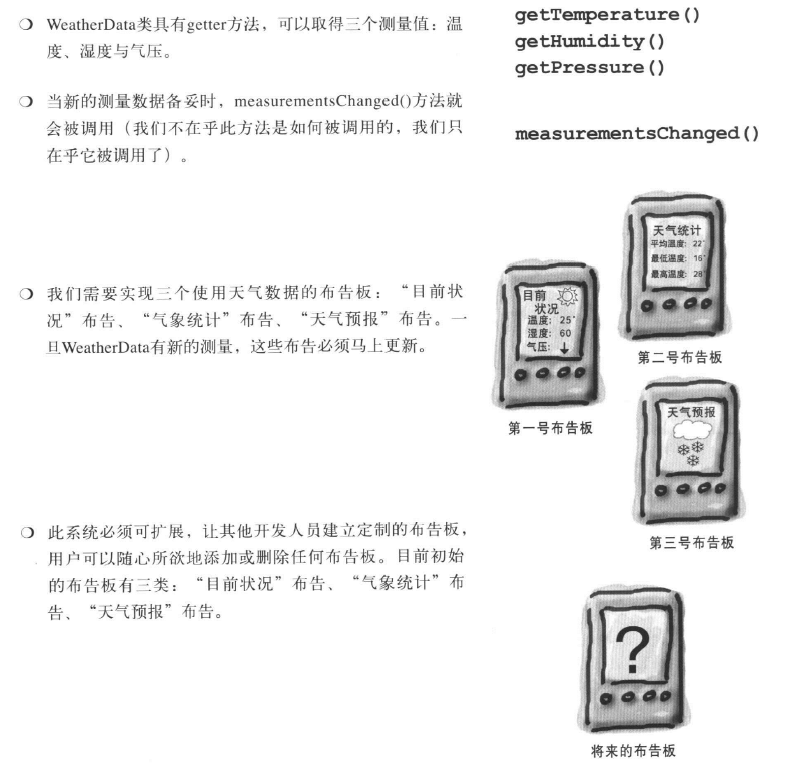 ○ WeatherData类具有getter方法，可以取得三个测量值：温
度、湿度与气压。
getTemperature()
getHumidity()
getPressure()
○ 当新的测量数据备妥时，measurementsChanged()方法就
会被调用（我们不在乎此方法是如何被调用的，我们只
在乎它被调用了）。
measurementsChanged()
○ 我们需要实现三个使用天气数据的布告板：“目前状
况”布告、“气象统计”布告、“天气预报”布告。一
旦WeatherData有新的测量，这些布告必须马上更新。
目前
状况
温度: 25°
湿度: 60
气压:
第一号布告板
天气统计
平均温度: 22°
最低温度: 16°
最高温度: 28°
第二号布告板
天气预报
第三号布告板
○ 此系统必须可扩展，让其他开发人员建立定制的布告板，
用户可以随心所欲地添加或删除任何布告板。目前初始
的布告板有三类：“目前状况”布告、“气象统计”布
告、“天气预报”布告。
?
将来的布告板